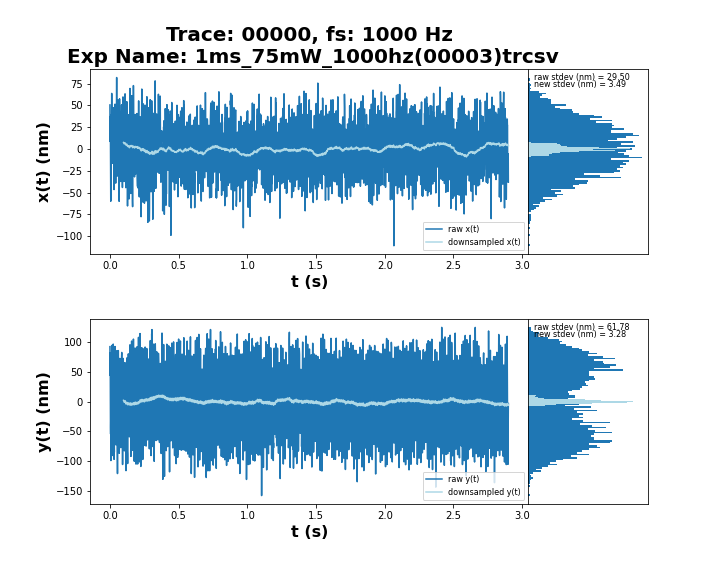 Trace: 00000, fs: 1000 Hz
Exp Name: 1ms_75mW_1000hz(00003)trcsv
raw stdev (nm) = 29.50
new stdev (nm) = 3.49
75
50
25
0
−25
−50
−75
−100
x(t) (nm)
raw x(t)
downsampled x(t)
0.0 0.5 1.0 1.5 2.0 2.5 3.0
t (s)
raw stdev (nm) = 61.78
new stdev (nm) = 3.28
100
50
0
−50
−100
−150
y(t) (nm)
raw y(t)
downsampled y(t)
0.0 0.5 1.0 1.5 2.0 2.5 3.0
t (s)